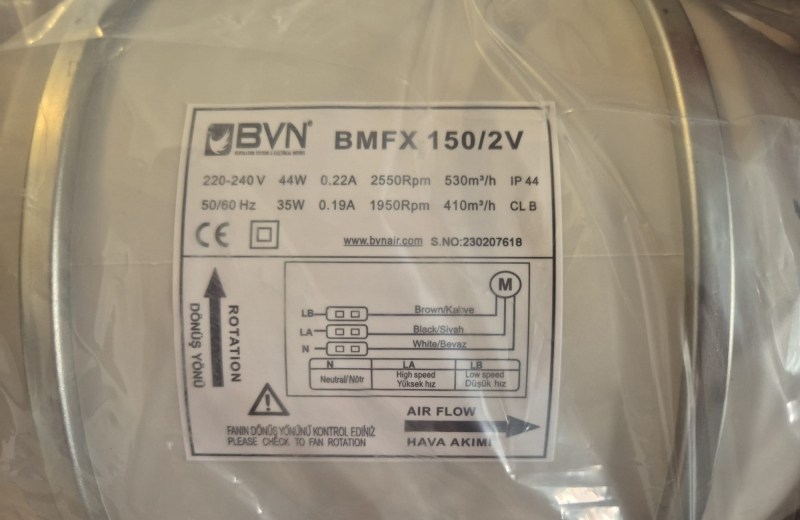 BVN®
BMFX 150/2V
220-240 V 44W 0.22A 2550Rpm 530m³/h IP 44
50/60 Hz 35W 0.19A 1950Rpm 410m³/h CL B
CE
www.bvnair.com S.NO:230207618
ROTATION
DÖNÜŞ YÖNÜ
M
LB Brown/Kahve
LA Black/Siyah
N White/Beyaz
N LA LB
Neutral/Nötr High speed Low speed
Yüksek hız Düşük hız
FANIN DÖNÜŞ YÖNÜNÜ KONTROL EDİNİZ
PLEASE CHECK TO FAN ROTATION
AIR FLOW
HAVA AKIMI